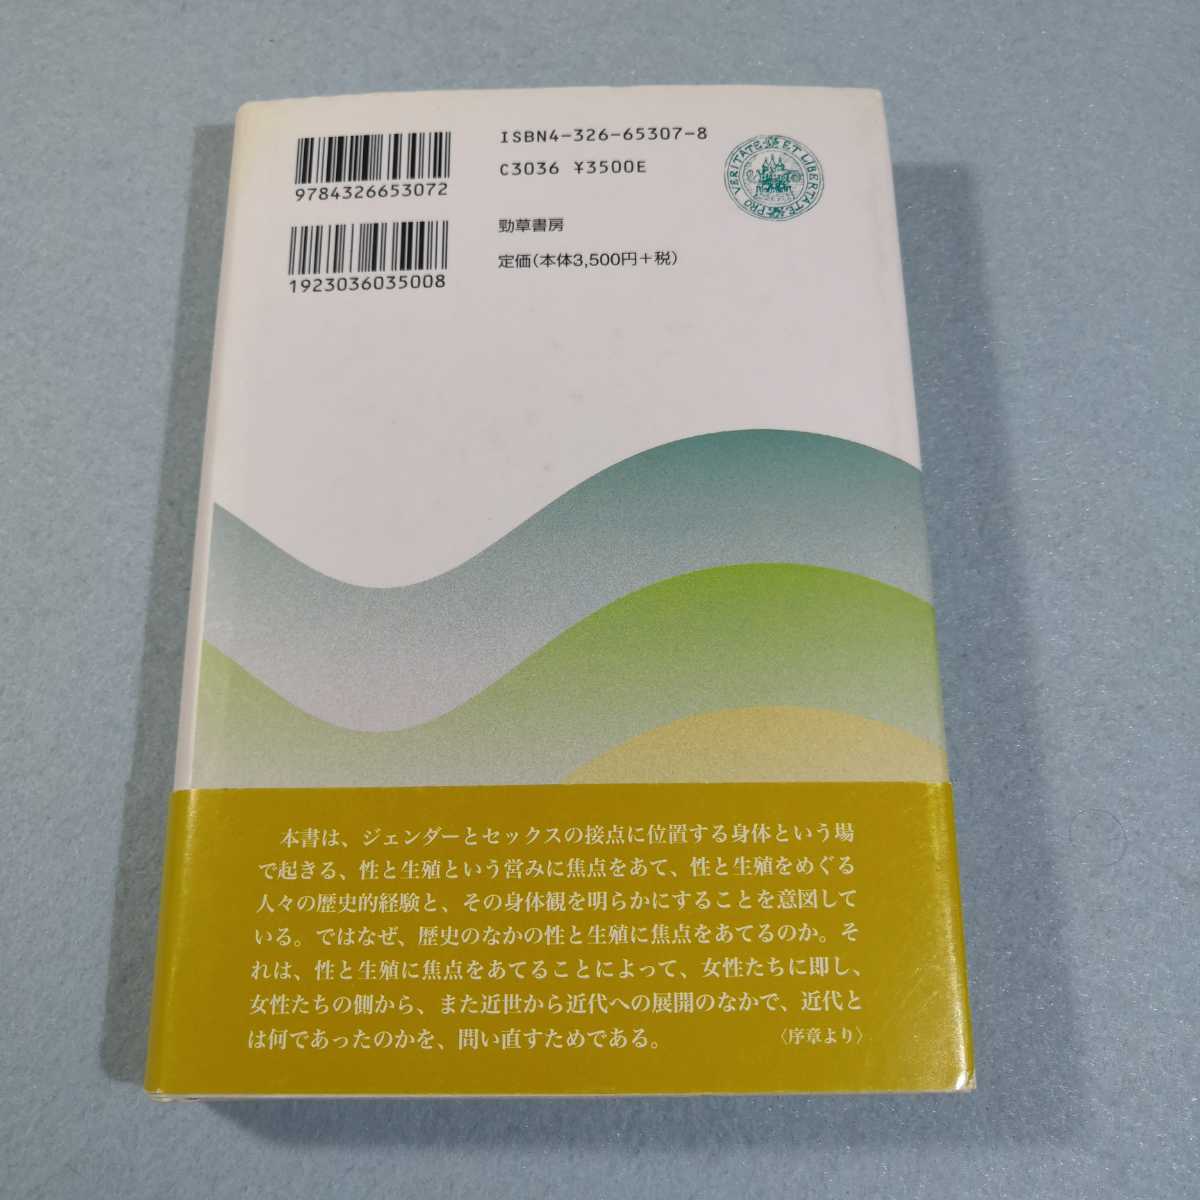 9784326653072
1923036035008
ISBN4-326-65307-8
C3036 ¥3500E
勁草書房
定価(本体3,500円+税)
PRO VERITATE ET LIBERTATE
本書は、ジェンダーとセックスの接点に位置する身体という場
で起きる、性と生殖という営みに焦点をあて、性と生殖をめぐる
人々の歴史的経験と、その身体観を明らかにすることを意図して
いる。ではなぜ、歴史のなかの性と生殖に焦点をあてるのか。そ
れは、性と生殖に焦点をあてることによって、女性たちに即し、
女性たちの側から、また近世から近代への展開のなかで、近代と
は何であったのかを、問い直すためである。
〈序章より〉